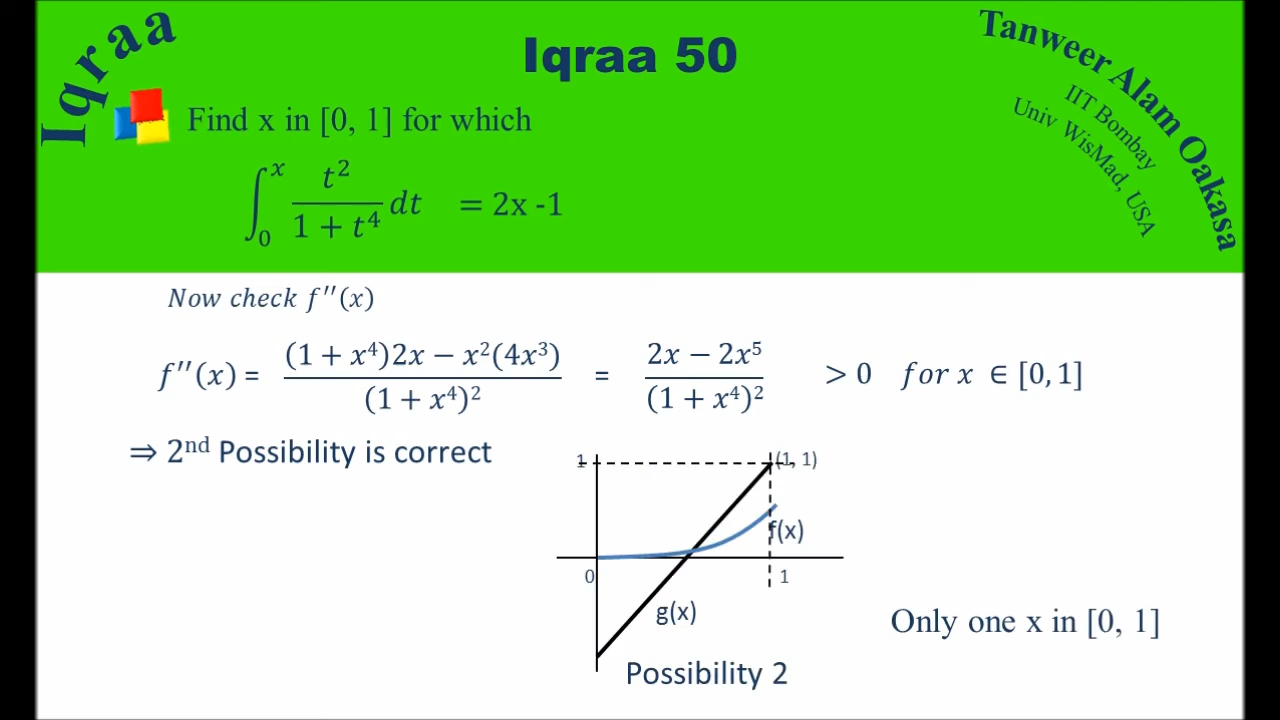 Iqraa
Iqraa 50
Tanweer Alam Oakasa
IIT Bombay
Univ WisMad, USA
Find x in [0, 1] for which
∫₀ˣ t²/(1 + t⁴) dt = 2x -1
Now check f′′(x)
f′′(x) = ((1 + x⁴)2x − x²(4x³))/(1 + x⁴)² = (2x − 2x⁵)/(1 + x⁴)² > 0 for x ∈ [0, 1]
⇒ 2nd Possibility is correct
1
(1, 1)
f(x)
0
1
g(x)
Only one x in [0, 1]
Possibility 2